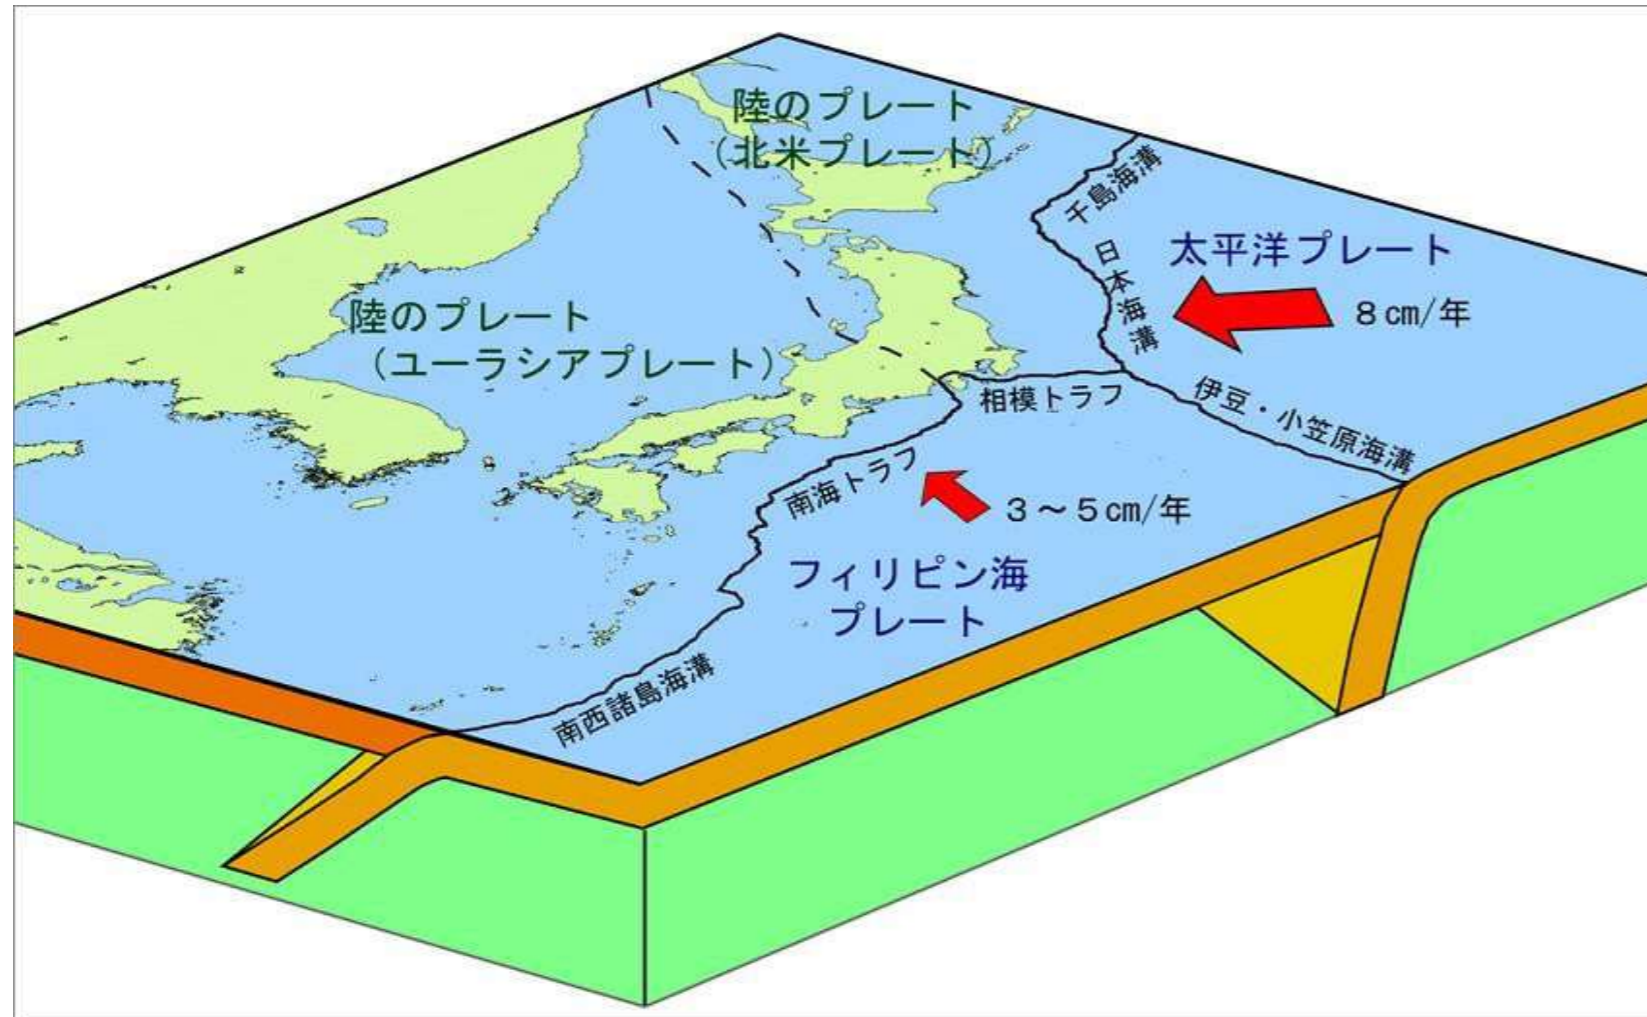 陸のプレート
（北米プレート）
千島海溝
日本海溝
太平洋プレート
８㎝/年
陸のプレート
（ユーラシアプレート）
相模トラフ
伊豆・小笠原海溝
南海トラフ
３～５㎝/年
フィリピン海
プレート
南西諸島海溝